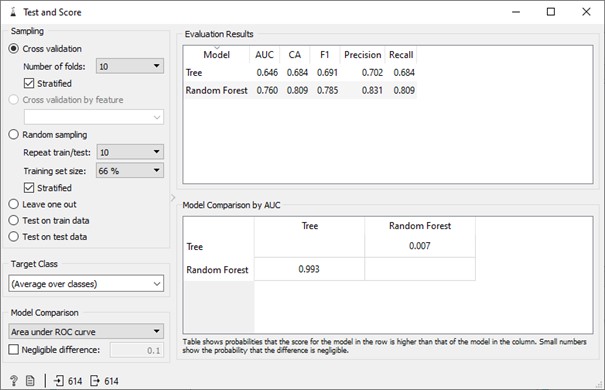 Test and Score
Sampling
Cross validation
Number of folds: 10
Stratified
Cross validation by feature
Random sampling
Repeat train/test: 10
Training set size: 66 %
Stratified
Leave one out
Test on train data
Test on test data
Target Class
(Average over classes)
Model Comparison
Area under ROC curve
Negligible difference: 0.1
? 614 614
Evaluation Results
Model AUC CA F1 Precision Recall
Tree 0.646 0.684 0.691 0.702 0.684
Random Forest 0.760 0.809 0.785 0.831 0.809
Model Comparison by AUC
Tree Random Forest
Tree 0.007
Random Forest 0.993
Table shows probabilities that the score for the model in the row is higher than that of the model in the column. Small numbers
show the probability that the difference is negligible.